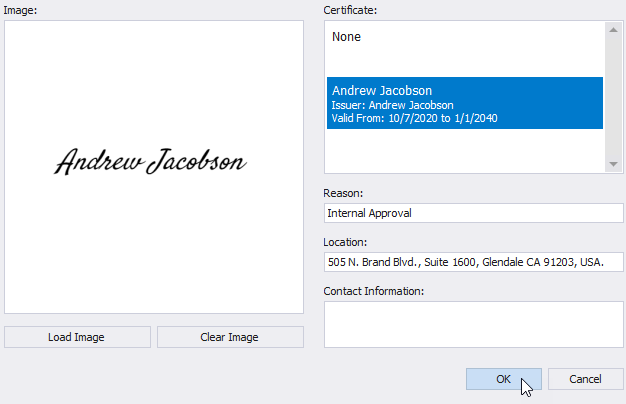 Image:
Andrew Jacobson
Load Image
Clear Image
Certificate:
None
Andrew Jacobson
Issuer: Andrew Jacobson
Valid From: 10/7/2020 to 1/1/2040
Reason:
Internal Approval
Location:
505 N. Brand Blvd., Suite 1600, Glendale CA 91203, USA.
Contact Information:
OK
Cancel